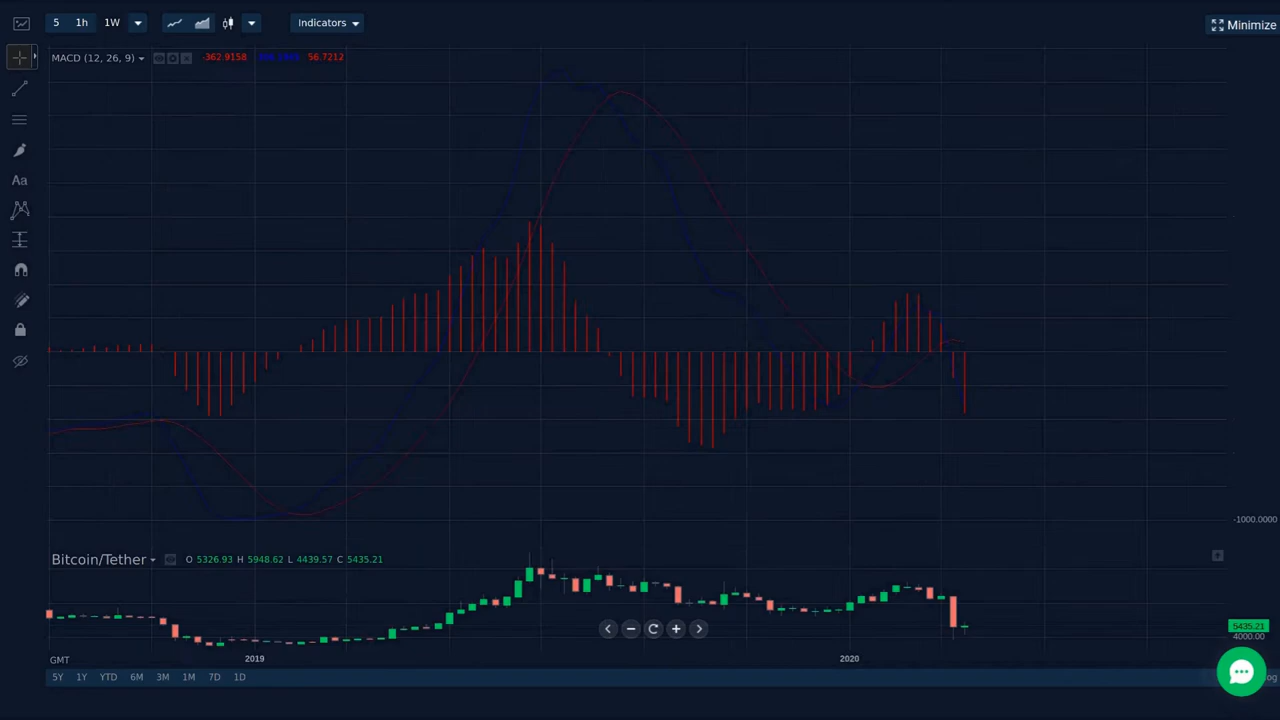 5 1h 1W Indicators Minimize
MACD (12, 26, 9) -362.9158 56.7212
Aa
-1000.0000
Bitcoin/Tether O 5326.93 H 5948.62 L 4439.57 C 5435.21
5435.21
4000.00
GMT 2019 2020
5Y 1Y YTD 6M 3M 1M 7D 1D